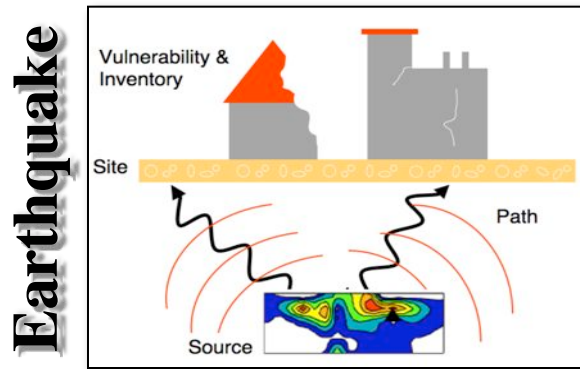 Earthquake
Vulnerability &
Inventory
Site
Path
Source